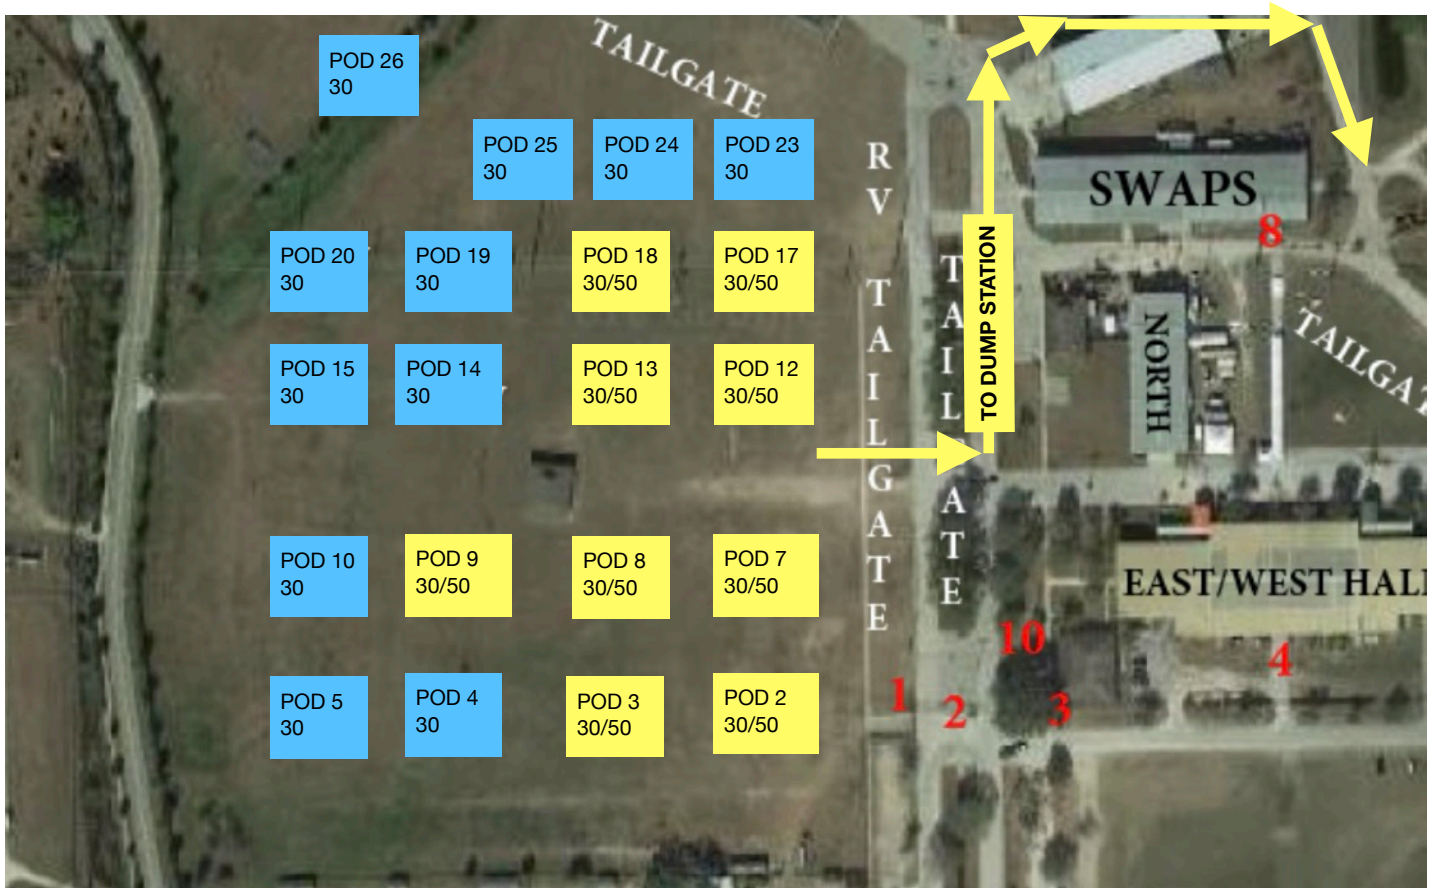 TAILGATE
POD 26
30
POD 25
30
POD 24
30
POD 23
30
RV TAILGATE
SWAPS
8
POD 20
30
POD 19
30
POD 18
30/50
POD 17
30/50
TO DUMP STATION
NORTH
POD 15
30
POD 14
30
POD 13
30/50
POD 12
30/50
POD 10
30
POD 9
30/50
POD 8
30/50
POD 7
30/50
EAST/WEST HAL
10
4
POD 5
30
POD 4
30
POD 3
30/50
POD 2
30/50
1
2
3